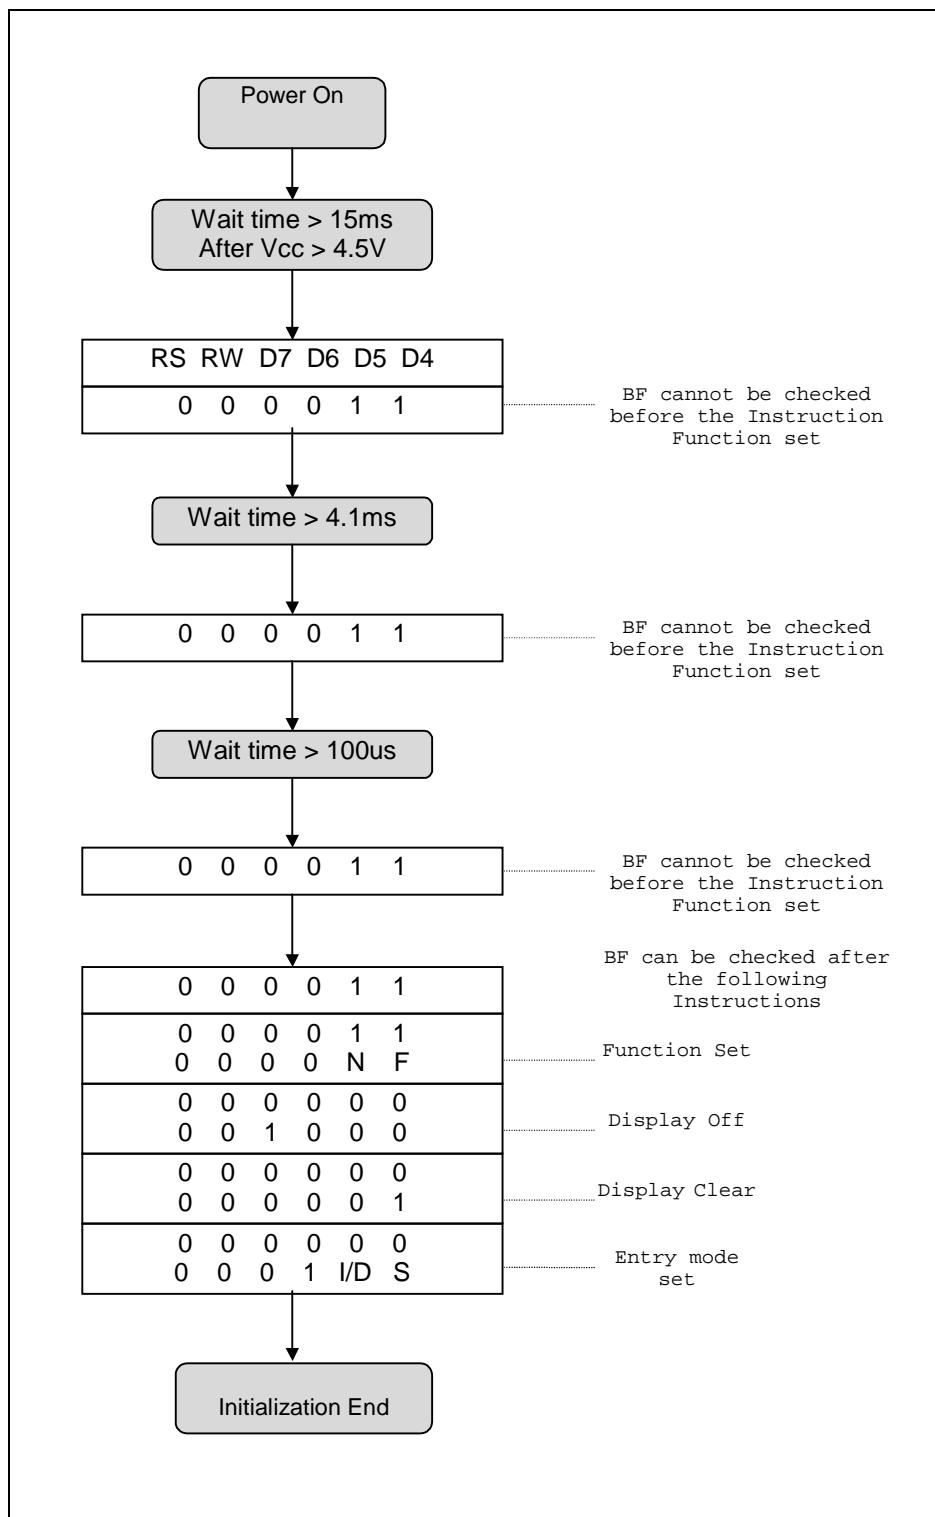 Power On
Wait time > 15ms
After Vcc > 4.5V
RS RW D7 D6 D5 D4
0 0 0 0 1 1
BF cannot be checked
before the Instruction
Function set
Wait time > 4.1ms
0 0 0 0 1 1
BF cannot be checked
before the Instruction
Function set
Wait time > 100us
0 0 0 0 1 1
BF cannot be checked
before the Instruction
Function set
BF can be checked after
the following
Instructions
0 0 0 0 1 1
0 0 0 0 1 1
0 0 0 0 N F
Function Set
0 0 0 0 0 0
0 0 1 0 0 0
Display Off
0 0 0 0 0 0
0 0 0 0 0 1
Display Clear
0 0 0 0 0 0
0 0 0 1 I/D S
Entry mode
set
Initialization End